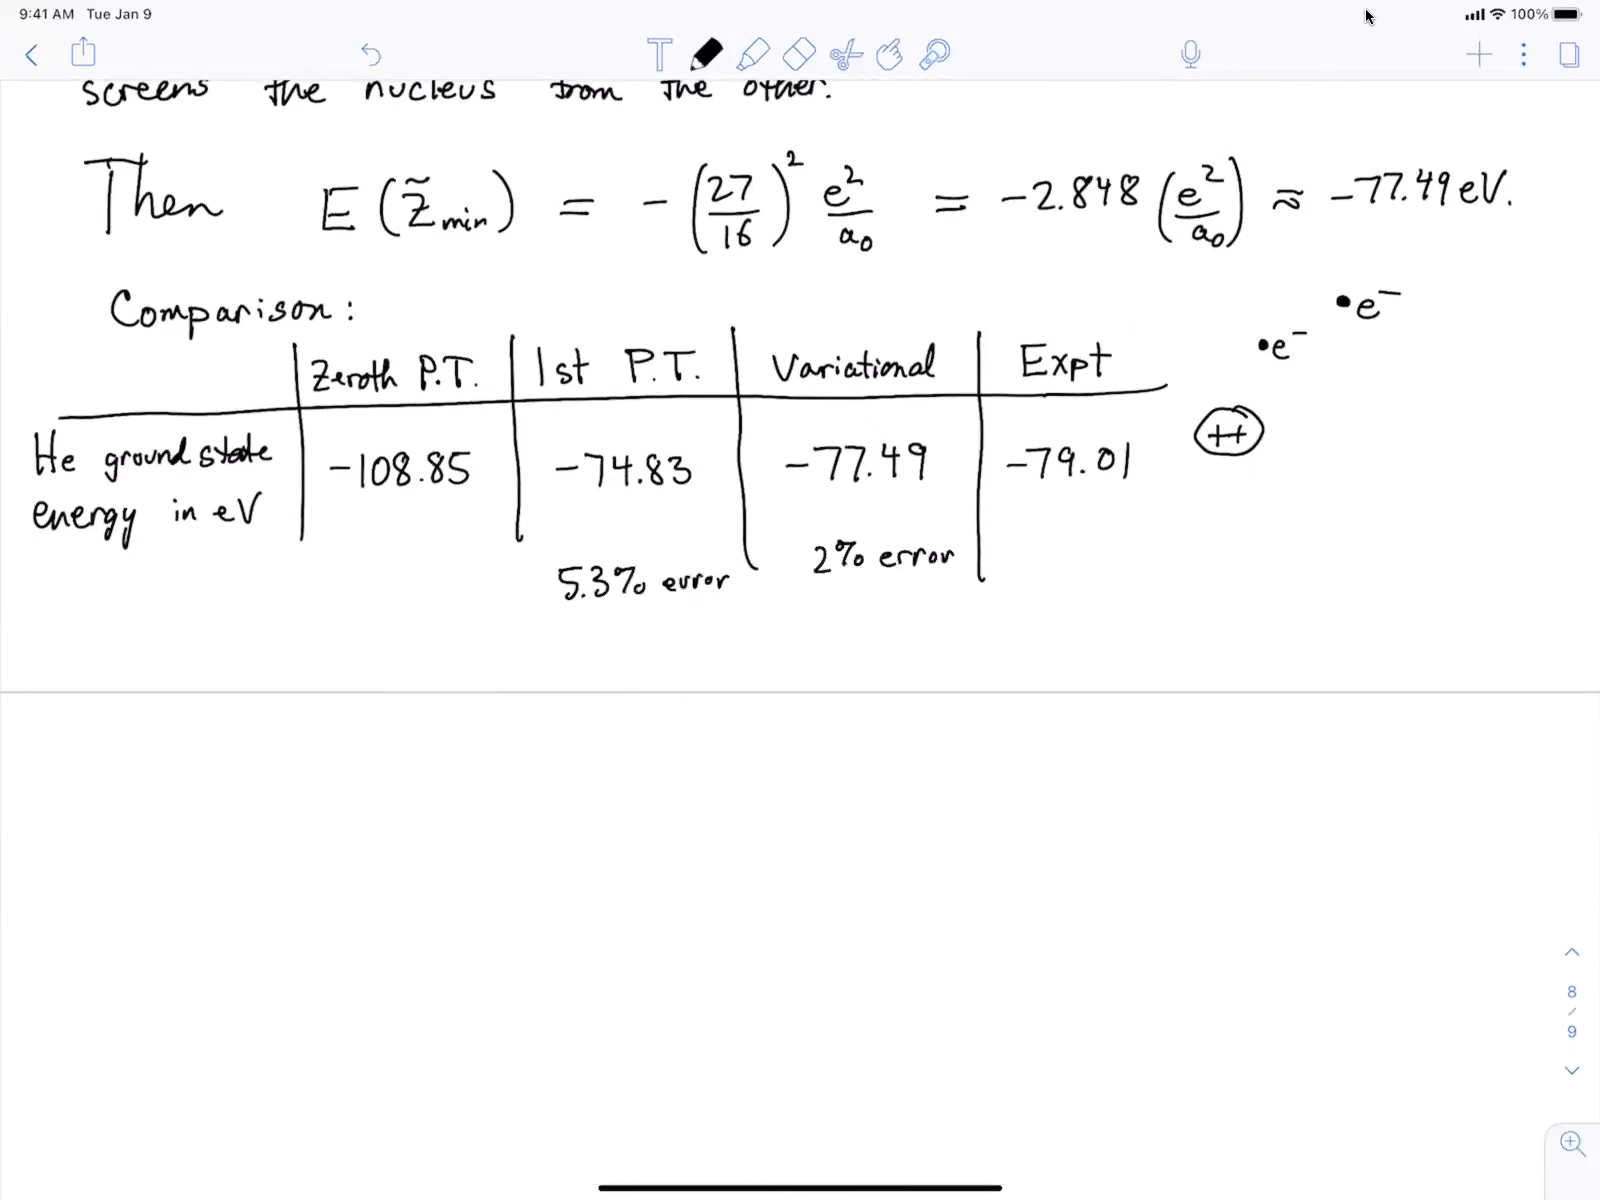 9:41 AM Tue Jan 9 100%
screens the nucleus from the other.
Then E(Z̃min) = - (27/16)² e²/a₀ = -2.848 (e²/a₀) ≈ -77.49 eV.
Comparison:
•e⁻
•e⁻
Zeroth P.T. 1st P.T. Variational Expt
++
He ground state -108.85 -74.83 -77.49 -79.01
energy in eV
5.3% error 2% error
8
/
9